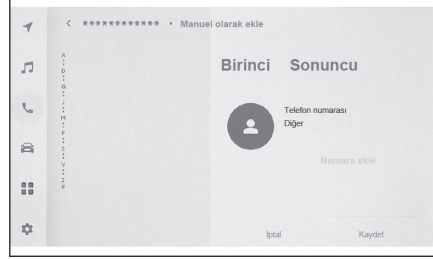 < ************ • Manuel olarak ekle
A
•
D
•
G
•
J
•
M
•
P
•
S
•
V
•
Z
#
Birinci Sonuncu
Telefon numarası
Diğer
Numara ekle
İptal Kaydet